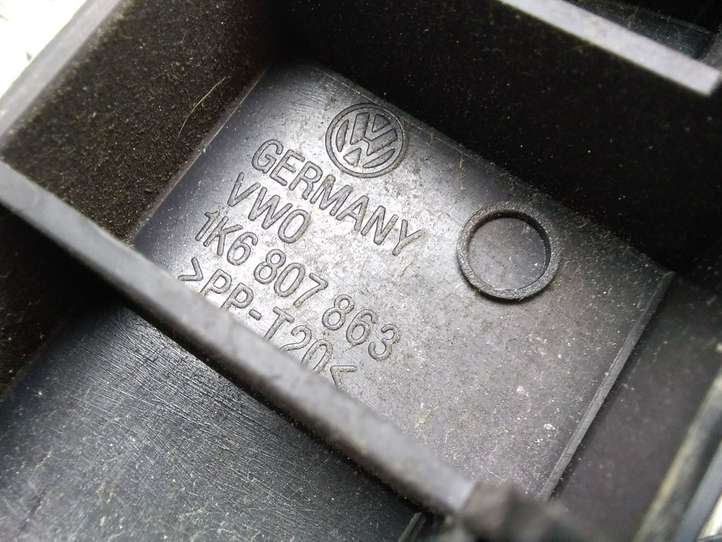 GERMANY
VWO
1K6 807 863
>PP-T20<